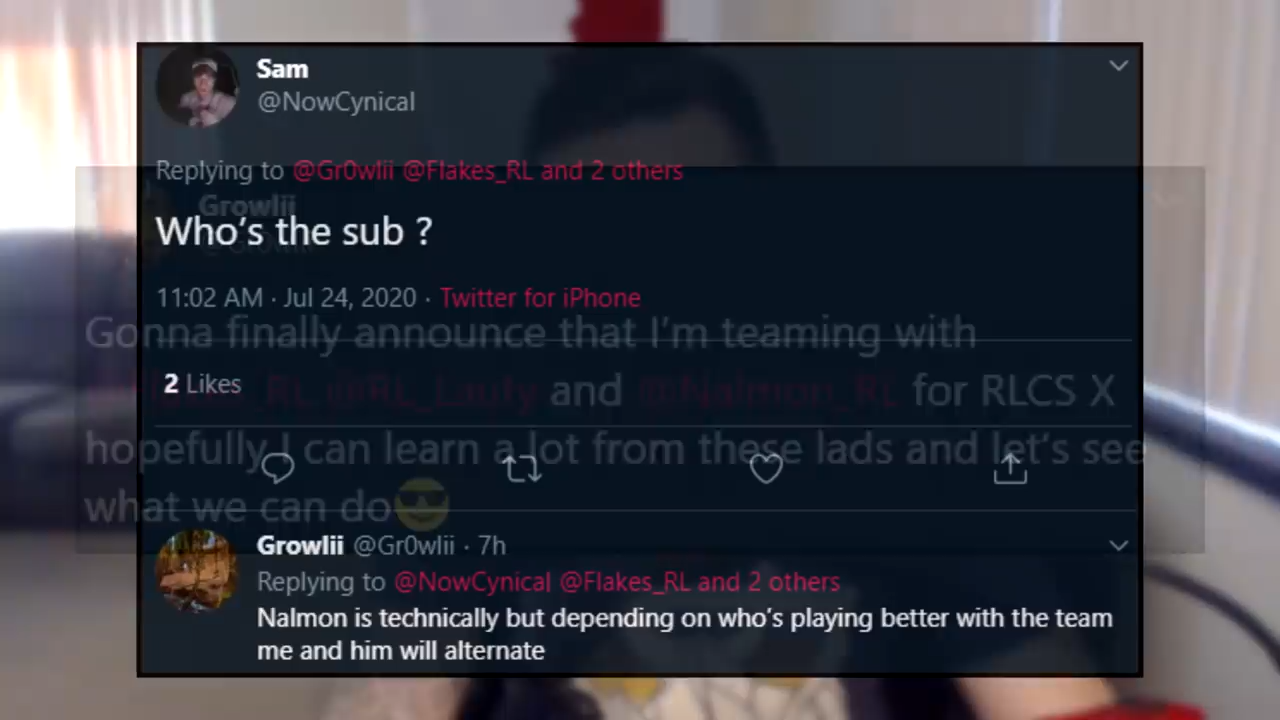 Sam
@NowCynical
Replying to @Gr0wlii @Flakes_RL and 2 others
Growlii
Who's the sub ?
11:02 AM · Jul 24, 2020 · Twitter for iPhone
Gonna finally announce that I'm teaming with
2 Likes
@RL_Lauty and @Nalmon_RL for RLCS X
hopefully I can learn a lot from these lads and let's see
what we can do😎
Growlii @Gr0wlii · 7h
Replying to @NowCynical @Flakes_RL and 2 others
Nalmon is technically but depending on who's playing better with the team
me and him will alternate